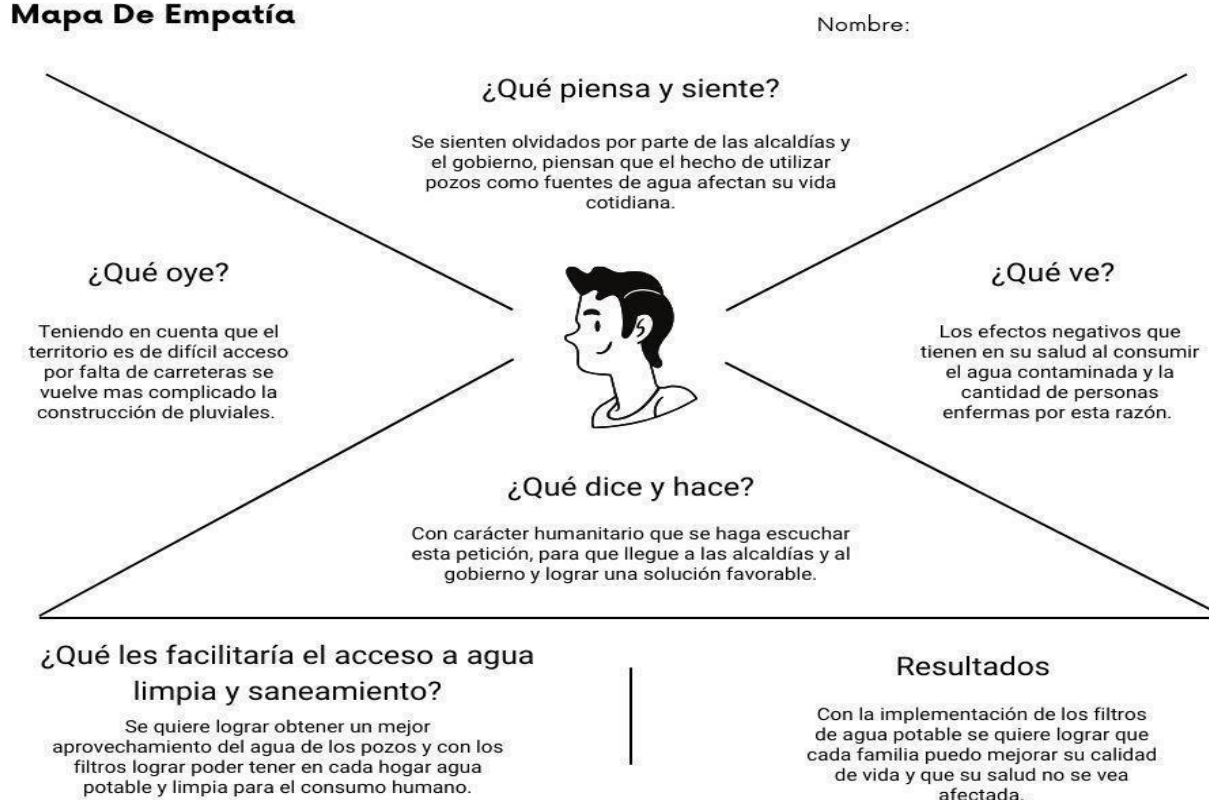 Mapa De Empatía
Nombre:
¿Qué piensa y siente?
Se sienten olvidados por parte de las alcaldías y
el gobierno, piensan que el hecho de utilizar
pozos como fuentes de agua afectan su vida
cotidiana.
¿Qué oye?
Teniendo en cuenta que el
territorio es de difícil acceso
por falta de carreteras se
vuelve mas complicado la
construcción de pluviales.
¿Qué ve?
Los efectos negativos que
tienen en su salud al consumir
el agua contaminada y la
cantidad de personas
enfermas por esta razón.
¿Qué dice y hace?
Con carácter humanitario que se haga escuchar
esta petición, para que llegue a las alcaldías y al
gobierno y lograr una solución favorable.
¿Qué les facilitaría el acceso a agua
limpia y saneamiento?
Se quiere lograr obtener un mejor
aprovechamiento del agua de los pozos y con los
filtros lograr poder tener en cada hogar agua
potable y limpia para el consumo humano.
Resultados
Con la implementación de los filtros
de agua potable se quiere lograr que
cada familia puedo mejorar su calidad
de vida y que su salud no se vea
afectada.